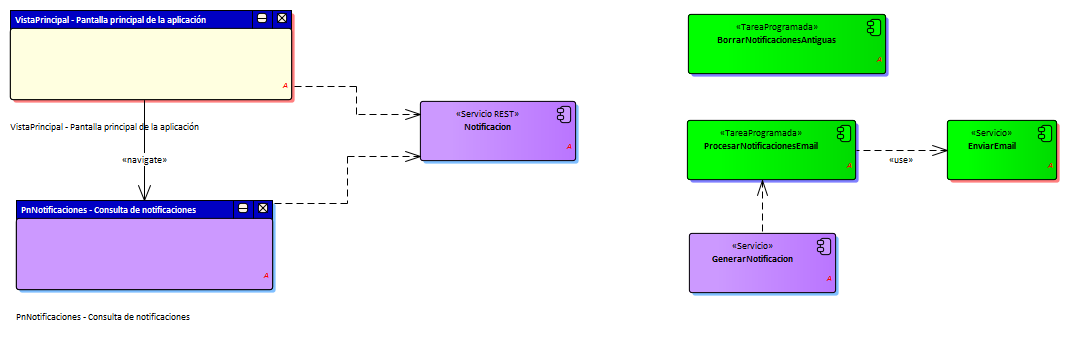 VistaPrincipal - Pantalla principal de la aplicación
A
VistaPrincipal - Pantalla principal de la aplicación
«navigate»
PnNotificaciones - Consulta de notificaciones
A
PnNotificaciones - Consulta de notificaciones
«Servicio REST»
Notificacion
A
«TareaProgramada»
BorrarNotificacionesAntiguas
A
«TareaProgramada»
ProcesarNotificacionesEmail
A
«use»
«Servicio»
EnviarEmail
A
«Servicio»
GenerarNotificacion
A